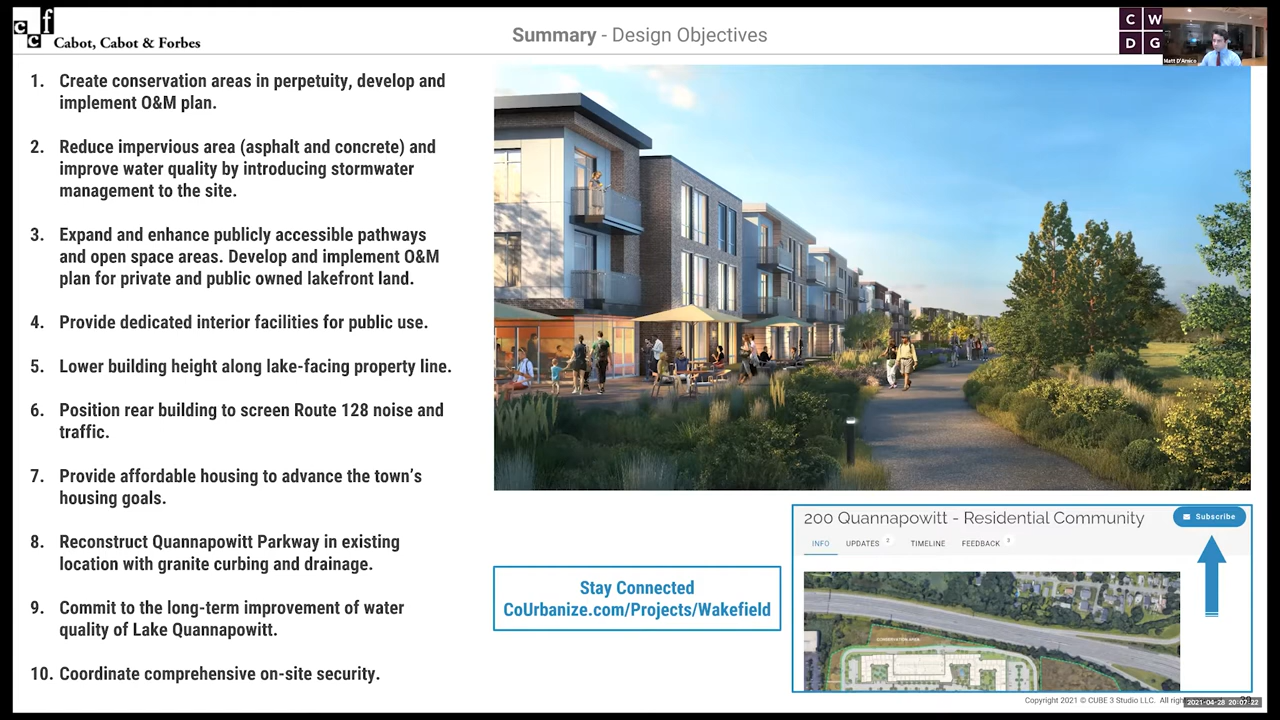 c c f c
Cabot, Cabot & Forbes
Summary - Design Objectives
C W
D G
Matt D'Amico
1. Create conservation areas in perpetuity, develop and
implement O&M plan.
2. Reduce impervious area (asphalt and concrete) and
improve water quality by introducing stormwater
management to the site.
3. Expand and enhance publicly accessible pathways
and open space areas. Develop and implement O&M
plan for private and public owned lakefront land.
4. Provide dedicated interior facilities for public use.
5. Lower building height along lake-facing property line.
6. Position rear building to screen Route 128 noise and
traffic.
7. Provide affordable housing to advance the town's
housing goals.
8. Reconstruct Quannapowitt Parkway in existing
location with granite curbing and drainage.
9. Commit to the long-term improvement of water
quality of Lake Quannapowitt.
10. Coordinate comprehensive on-site security.
Stay Connected
CoUrbanize.com/Projects/Wakefield
200 Quannapowitt - Residential Community
Subscribe
INFO UPDATES 2 TIMELINE FEEDBACK 3
CONSERVATION AREA
Copyright 2021 © CUBE 3 Studio LLC. All
2021-04-28 20:07:22